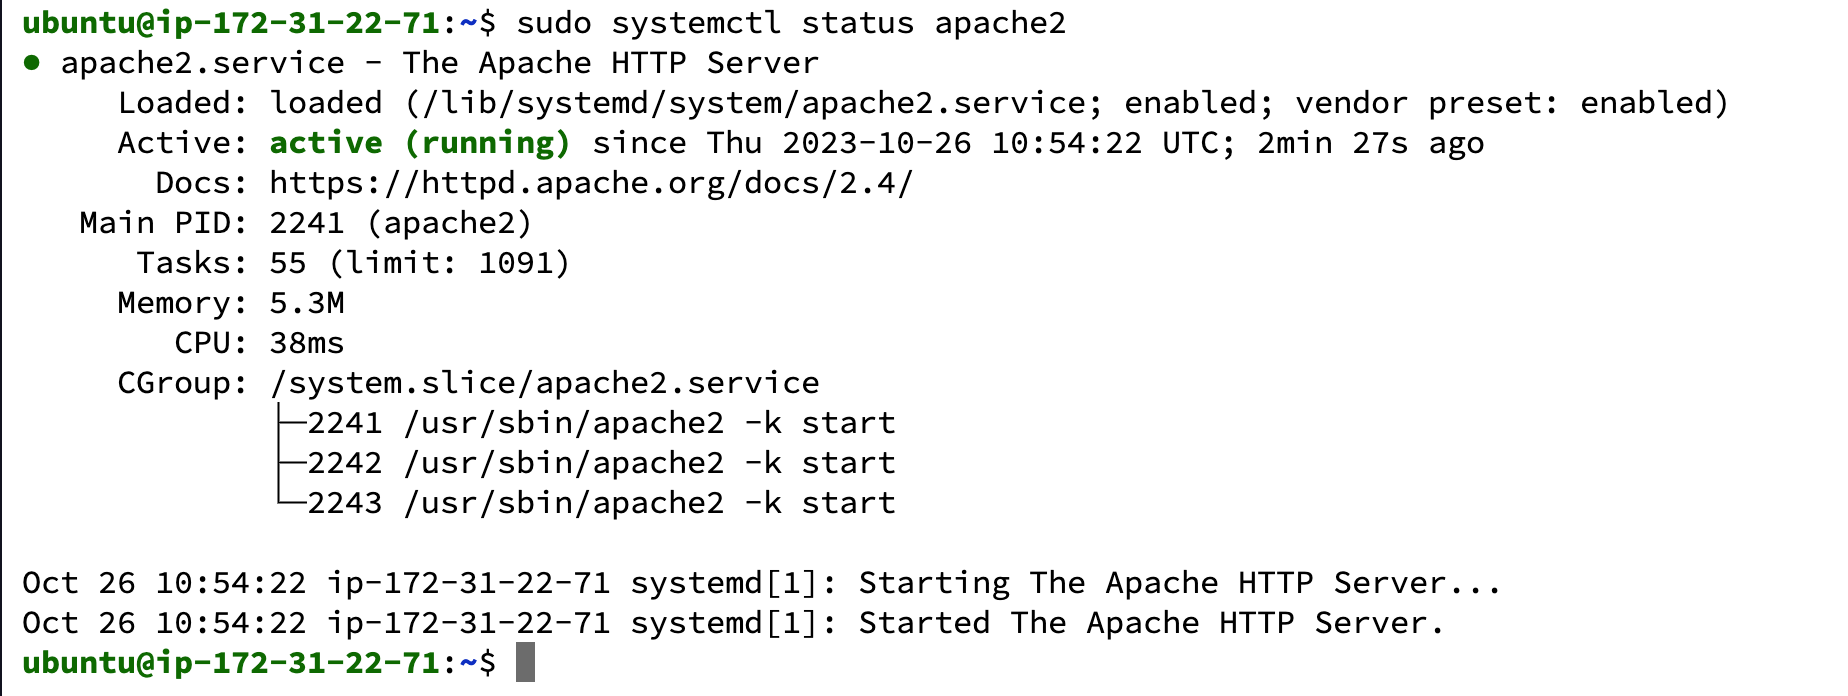 ubuntu@ip-172-31-22-71:~$ sudo systemctl status apache2
● apache2.service - The Apache HTTP Server
     Loaded: loaded (/lib/systemd/system/apache2.service; enabled; vendor preset: enabled)
     Active: active (running) since Thu 2023-10-26 10:54:22 UTC; 2min 27s ago
       Docs: https://httpd.apache.org/docs/2.4/
   Main PID: 2241 (apache2)
      Tasks: 55 (limit: 1091)
     Memory: 5.3M
        CPU: 38ms
     CGroup: /system.slice/apache2.service
             ├─2241 /usr/sbin/apache2 -k start
             ├─2242 /usr/sbin/apache2 -k start
             └─2243 /usr/sbin/apache2 -k start

Oct 26 10:54:22 ip-172-31-22-71 systemd[1]: Starting The Apache HTTP Server...
Oct 26 10:54:22 ip-172-31-22-71 systemd[1]: Started The Apache HTTP Server.
ubuntu@ip-172-31-22-71:~$